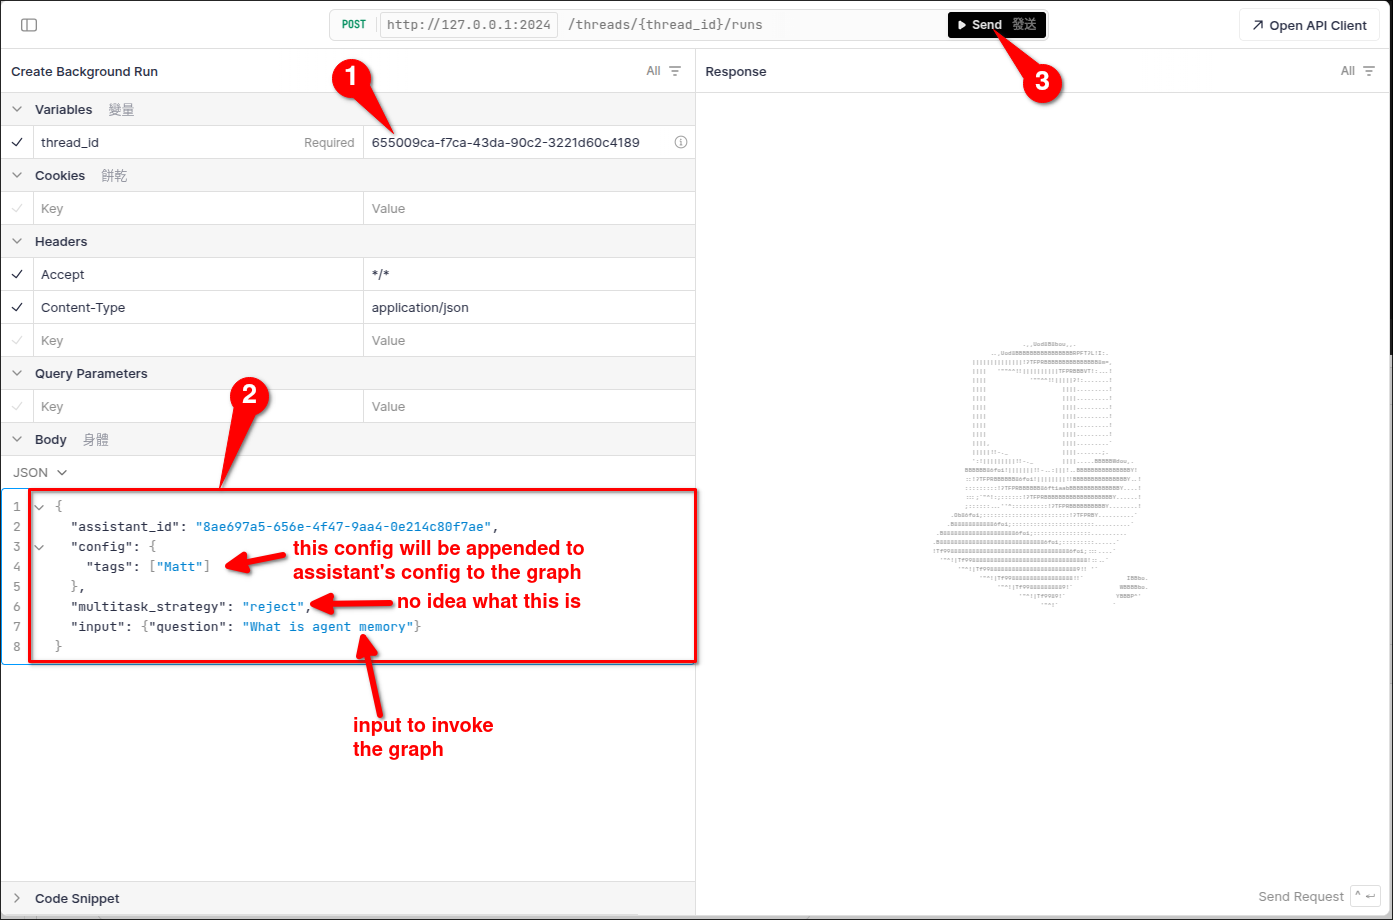 POST http://127.0.0.1:2024 /threads/{thread_id}/runs Send 發送 Open API Client
Create Background Run All
Response All
1
3
Variables 變量
thread_id Required 655009ca-f7ca-43da-90c2-3221d60c4189
Cookies 餅乾
Key Value
Headers
Accept */*
Content-Type application/json
Key Value
Query Parameters
2
Key Value
Body 身體
JSON
1 {
2 "assistant_id": "8ae697a5-656e-4f47-9aa4-0e214c80f7ae",
3 "config": {
4 "tags": ["Matt"]
5 },
6 "multitask_strategy": "reject",
7 "input": {"question": "What is agent memory"}
8 }
this config will be appended to
assistant's config to the graph
no idea what this is
input to invoke
the graph
Code Snippet
Send Request ^ ↵